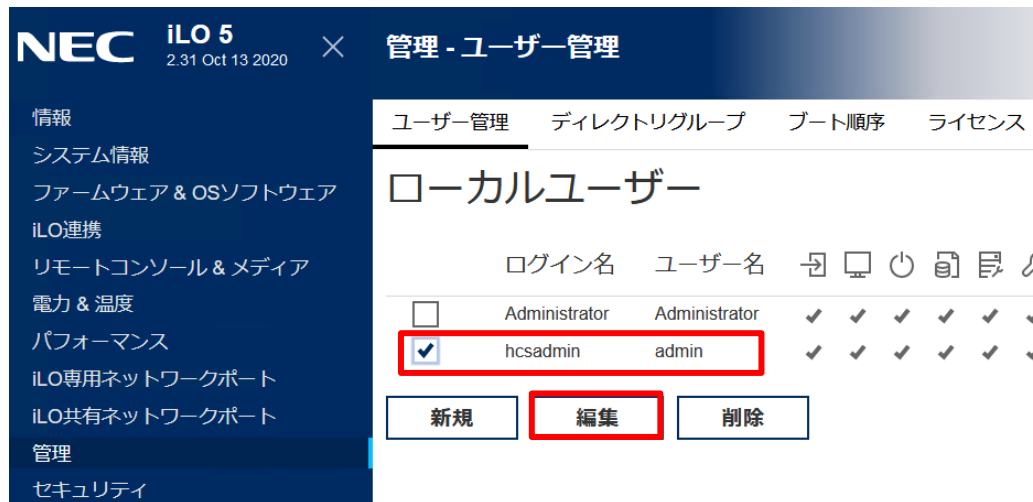 NEC iLO 5
2.31 Oct 13 2020
管理 - ユーザー管理
情報
システム情報
ファームウェア & OSソフトウェア
iLO連携
リモートコンソール & メディア
電力 & 温度
パフォーマンス
iLO専用ネットワークポート
iLO共有ネットワークポート
管理
セキュリティ
ユーザー管理 ディレクトリグループ ブート順序 ライセンス
ローカルユーザー
ログイン名 ユーザー名
Administrator Administrator
hcsadmin admin
新規 編集 削除